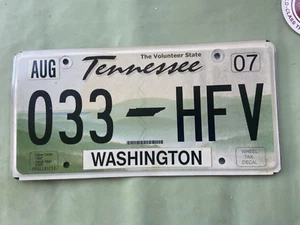 The Volunteer State
AUG Tennessee 07
033 HFV
WASHINGTON
WHEEL
TAX
DECAL